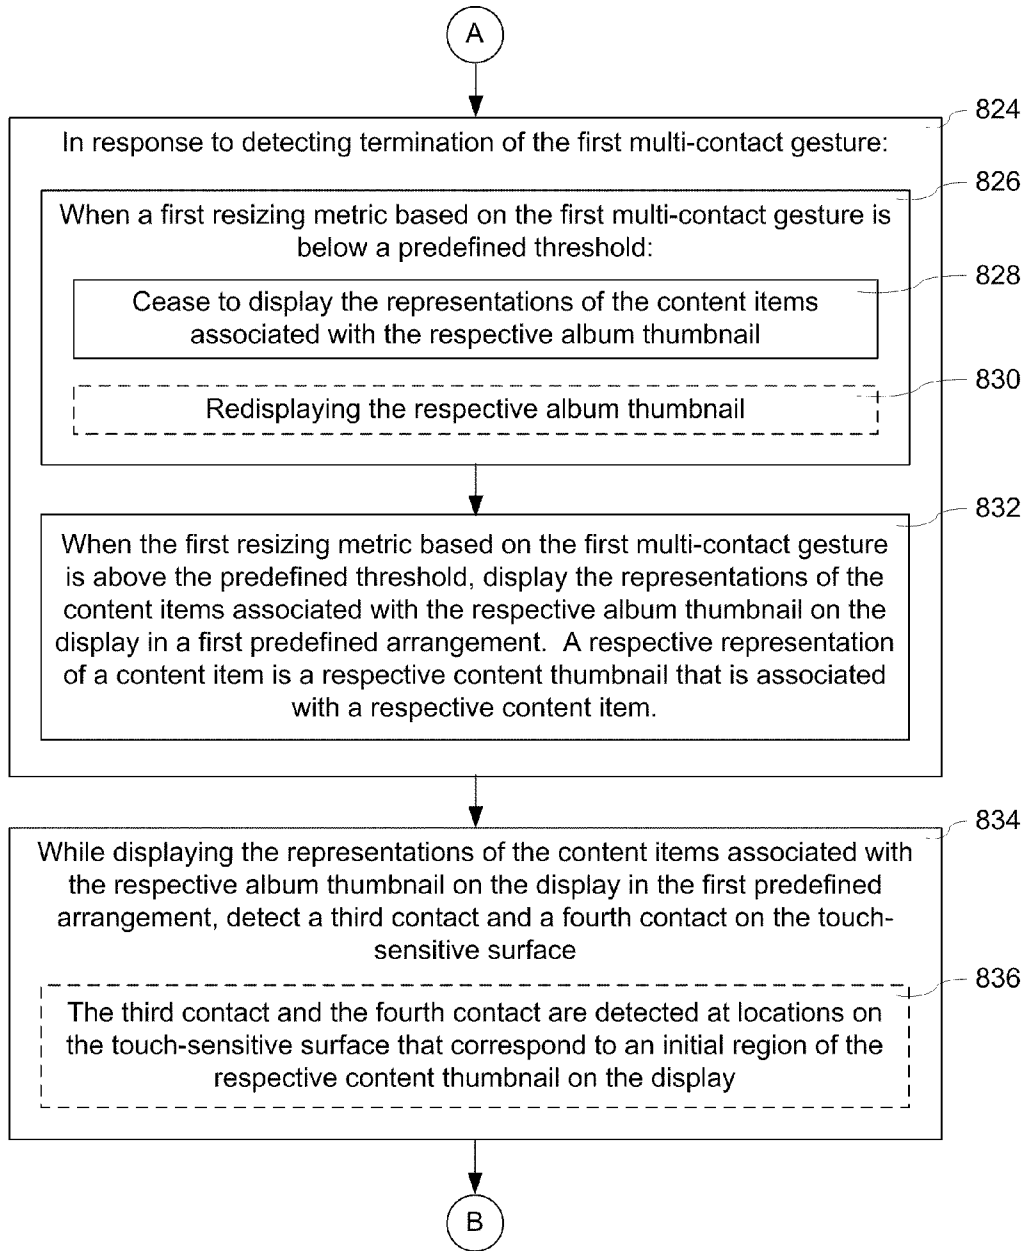 A
824
In response to detecting termination of the first multi-contact gesture:
826
When a first resizing metric based on the first multi-contact gesture is
below a predefined threshold:
828
Cease to display the representations of the content items
associated with the respective album thumbnail
830
Redisplaying the respective album thumbnail
832
When the first resizing metric based on the first multi-contact gesture
is above the predefined threshold, display the representations of the
content items associated with the respective album thumbnail on the
display in a first predefined arrangement.  A respective representation
of a content item is a respective content thumbnail that is associated
with a respective content item.
834
While displaying the representations of the content items associated with
the respective album thumbnail on the display in the first predefined
arrangement, detect a third contact and a fourth contact on the touch-
sensitive surface
836
The third contact and the fourth contact are detected at locations on
the touch-sensitive surface that correspond to an initial region of the
respective content thumbnail on the display
B